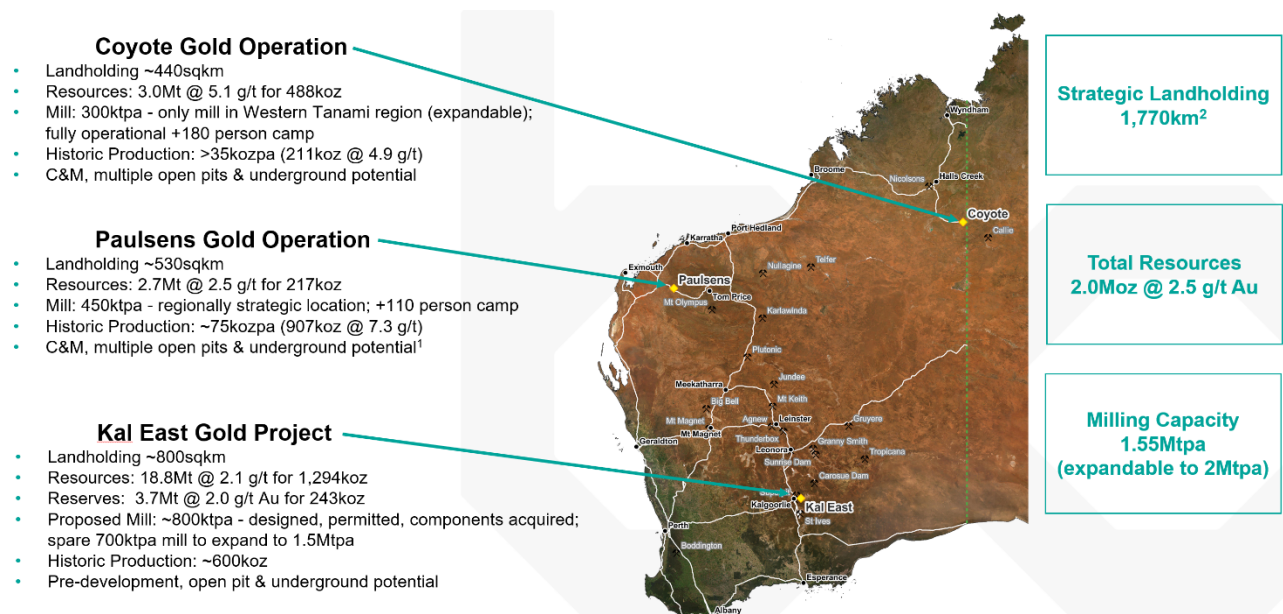 Coyote Gold Operation
• Landholding ~440sqkm
• Resources: 3.0Mt @ 5.1 g/t for 488koz
• Mill: 300ktpa - only mill in Western Tanami region (expandable);
fully operational +180 person camp
• Historic Production: >35kozpa (211koz @ 4.9 g/t)
• C&M, multiple open pits & underground potential
Paulsens Gold Operation
• Landholding ~530sqkm
• Resources: 2.7Mt @ 2.5 g/t for 217koz
• Mill: 450ktpa - regionally strategic location; +110 person camp
• Historic Production: ~75kozpa (907koz @ 7.3 g/t)
• C&M, multiple open pits & underground potential¹
Kal East Gold Project
• Landholding ~800sqkm
• Resources: 18.8Mt @ 2.1 g/t for 1,294koz
• Reserves: 3.7Mt @ 2.0 g/t Au for 243koz
• Proposed Mill: ~800ktpa - designed, permitted, components acquired;
spare 700ktpa mill to expand to 1.5Mtpa
• Historic Production: ~600koz
• Pre-development, open pit & underground potential
Wyndham
Broome
Nicolsons
Halls Creek
Coyote
Callie
Port Hedland
Karratha
Exmouth
Nullagine
Telfer
Paulsens
Tom Price
Mt Olympus
Karlawinda
Plutonic
Meekatharra
Jundee
Big Bell
Mt Keith
Mt Magnet
Mt Magnet
Agnew
Leinster
Gruyere
Geraldton
Thunderbox
Leonora
Granny Smith
Sunrise Dam
Tropicana
Carosue Dam
Kalgoorlie
Kal East
St Ives
Perth
Boddington
Esperance
Albany
Strategic Landholding
1,770km²
Total Resources
2.0Moz @ 2.5 g/t Au
Milling Capacity
1.55Mtpa
(expandable to 2Mtpa)